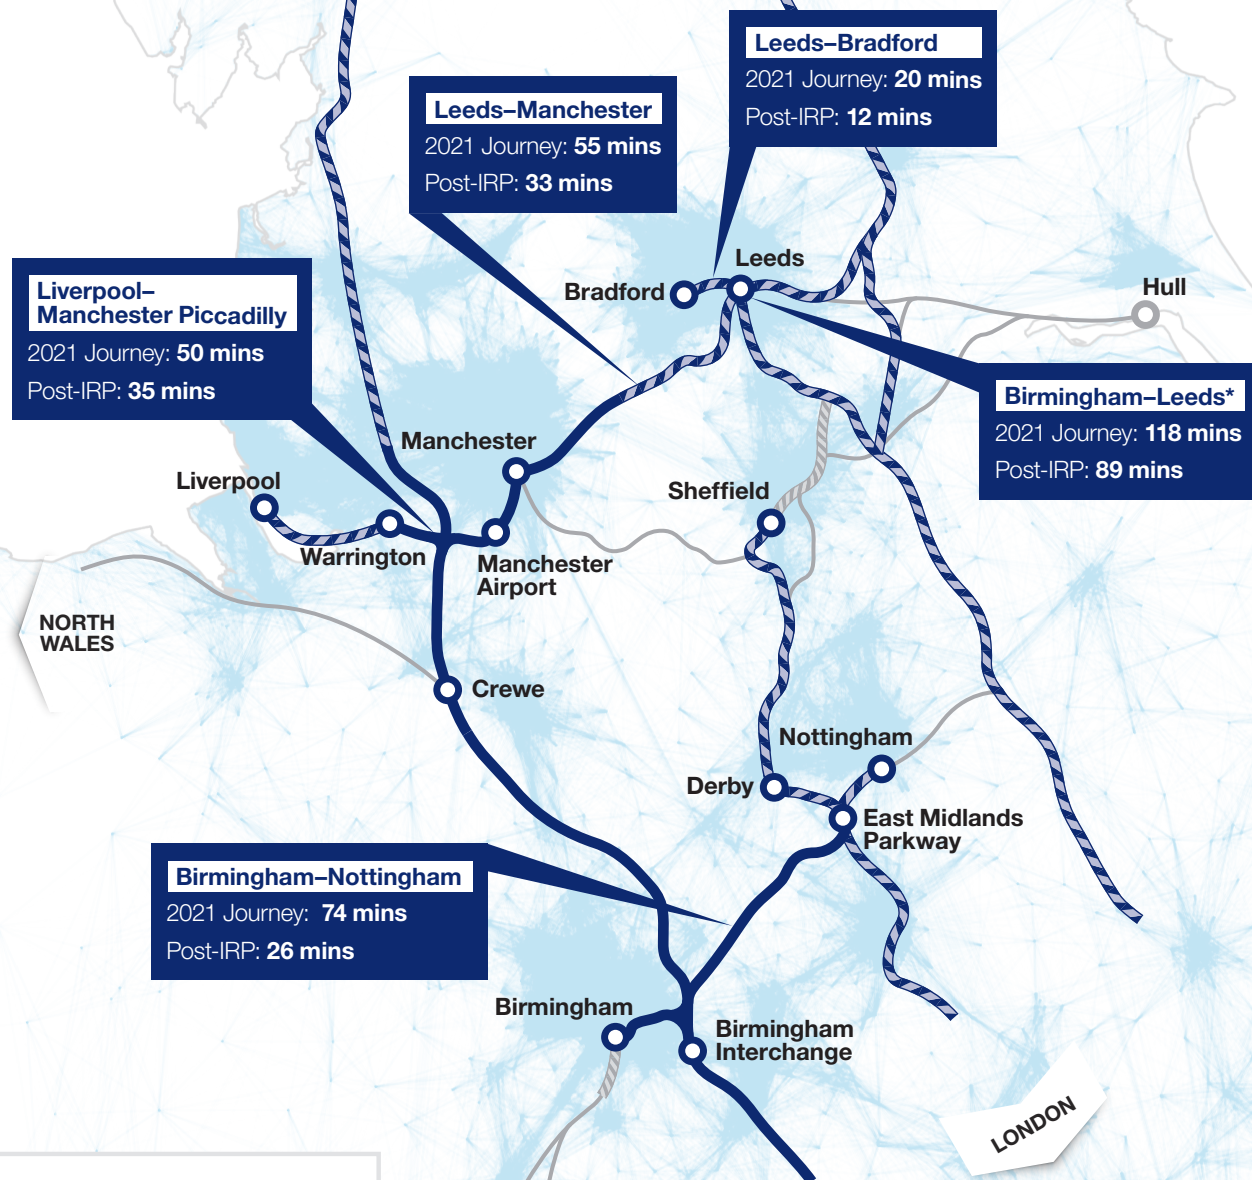 Leeds–Bradford
2021 Journey: 20 mins
Post-IRP: 12 mins
Leeds–Manchester
2021 Journey: 55 mins
Post-IRP: 33 mins
Liverpool–
Manchester Piccadilly
2021 Journey: 50 mins
Post-IRP: 35 mins
Leeds
Bradford
Hull
Birmingham–Leeds*
2021 Journey: 118 mins
Post-IRP: 89 mins
Manchester
Liverpool
Sheffield
Warrington
Manchester
Airport
NORTH
WALES
Crewe
Nottingham
Derby
East Midlands
Parkway
Birmingham–Nottingham
2021 Journey: 74 mins
Post-IRP: 26 mins
Birmingham
Birmingham
Interchange
LONDON